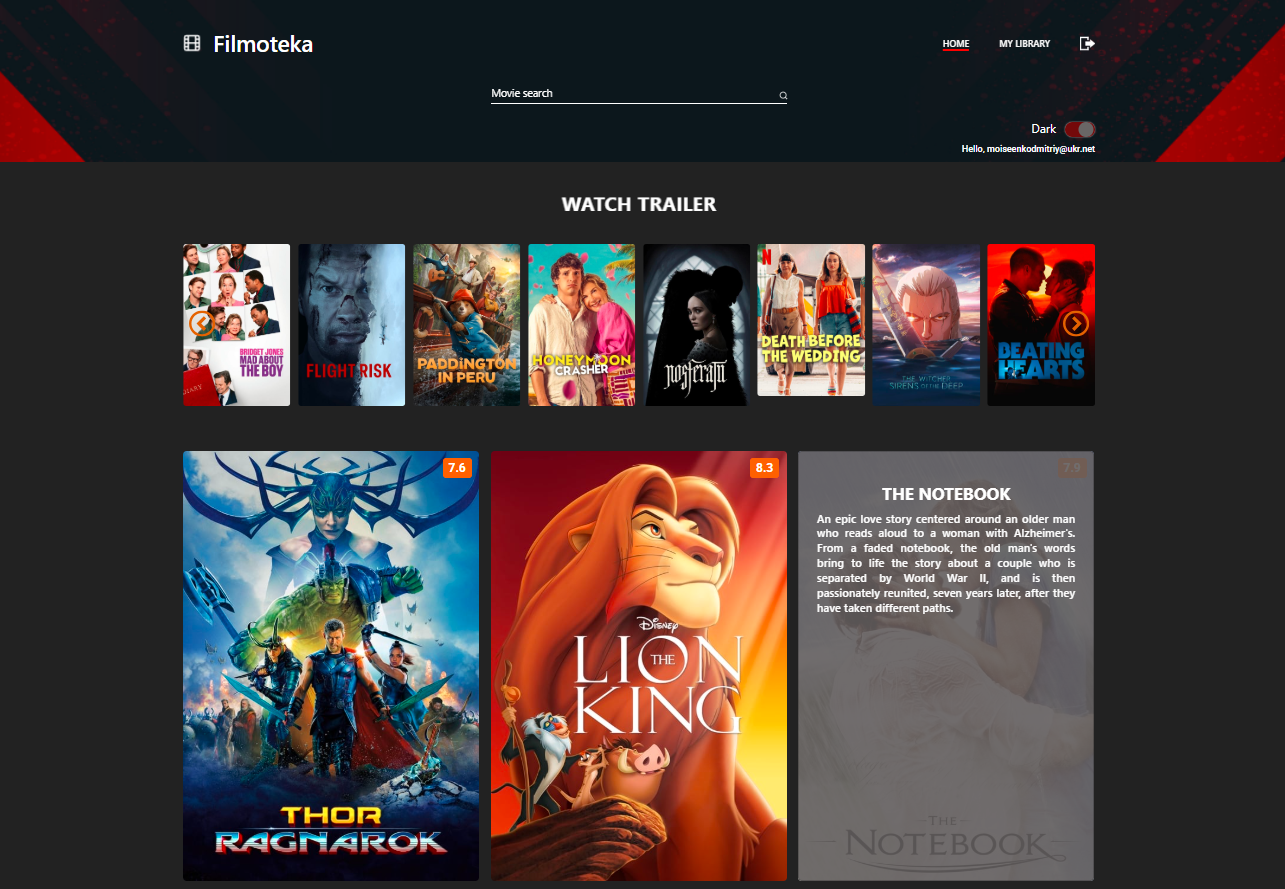 Filmoteka
HOME
MY LIBRARY
Movie search
Dark
Hello, moiseenkodmitriy@ukr.net
WATCH TRAILER
BRIDGET JONES
MAD ABOUT
THE BOY
DIARY
FLIGHT RISK
PADDINGTON
IN PERU
HONEYMOON
CRASHER
nosferatu
N
DEATH BEFORE
THE WEDDING
THE WITCHER
SIRENS OF THE DEEP
BEATING
HEARTS
7.6
THOR
RAGNAROK
8.3
DISNEY
THE
LION
KING
7.9
THE NOTEBOOK
An epic love story centered around an older man
who reads aloud to a woman with Alzheimer's.
From a faded notebook, the old man's words
bring to life the story about a couple who is
separated by World War II, and is then
passionately reunited, seven years later, after they
have taken different paths.
THE
NOTEBOOK